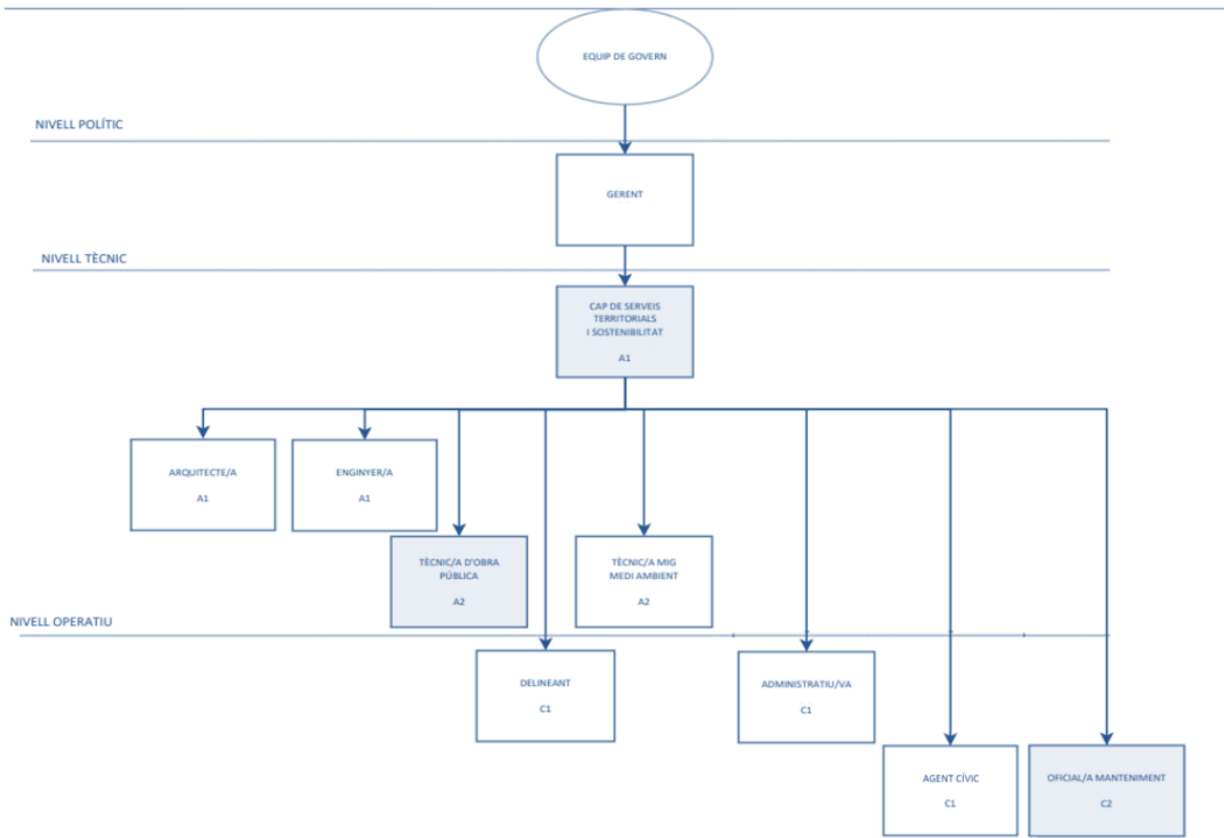 EQUIP DE GOVERN
NIVELL POLÍTIC
GERENT
NIVELL TÈCNIC
CAP DE SERVEIS
TERRITORIALS
I SOSTENIBILITAT
A1
ARQUITECTE/A
A1
ENGINYER/A
A1
TÈCNIC/A D'OBRA
PÚBLICA
A2
TÈCNIC/A MIG
MEDI AMBIENT
A2
NIVELL OPERATIU
DELINEANT
C1
ADMINISTRATIU/VA
C1
AGENT CÍVIC
C1
OFICIAL/A MANTENIMENT
C2